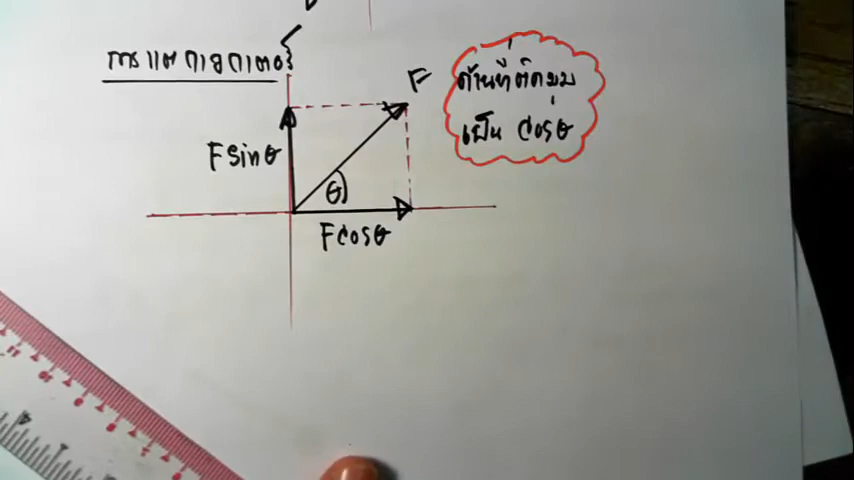 การแตกเวกเตอร์
F
ด้านที่ติดมุม
เป็น cosθ
Fsinθ
θ
Fcosθ